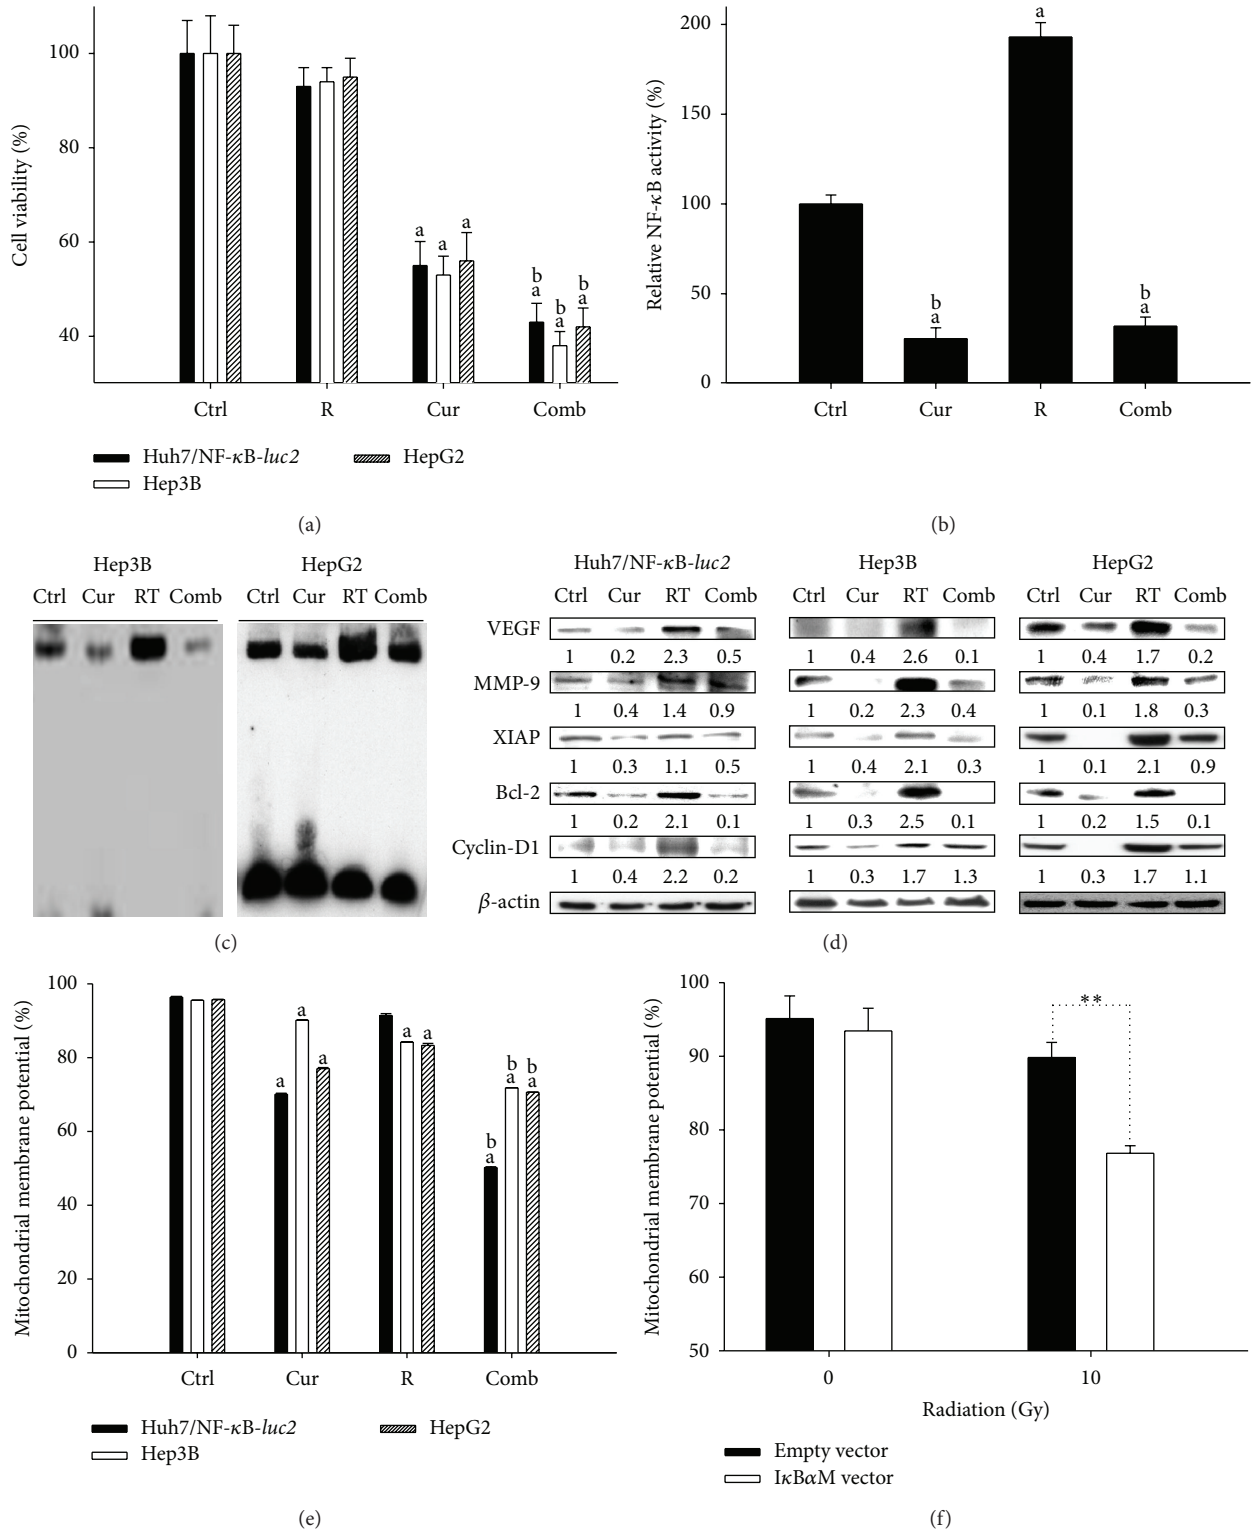 100
80
60
40
Cell viability (%)
a a a
b b b
a a a
Ctrl R Cur Comb
Huh7/NF-κB-luc2 HepG2
Hep3B
(a)
200
150
100
50
0
Relative NF-κB activity (%)
a
b b
a a
Ctrl Cur R Comb
(b)
Hep3B HepG2
Ctrl Cur RT Comb Ctrl Cur RT Comb
(c)
Huh7/NF-κB-luc2 Hep3B HepG2
Ctrl Cur RT Comb Ctrl Cur RT Comb Ctrl Cur RT Comb
VEGF
1 0.2 2.3 0.5 1 0.4 2.6 0.1 1 0.4 1.7 0.2
MMP-9
1 0.4 1.4 0.9 1 0.2 2.3 0.4 1 0.1 1.8 0.3
XIAP
1 0.3 1.1 0.5 1 0.4 2.1 0.3 1 0.1 2.1 0.9
Bcl-2
1 0.2 2.1 0.1 1 0.3 2.5 0.1 1 0.2 1.5 0.1
Cyclin-D1
1 0.4 2.2 0.2 1 0.3 1.7 1.3 1 0.3 1.7 1.1
β-actin
(d)
100
80
60
40
20
0
Mitochondrial membrane potential (%)
a a a
a a
b b b
a a a
Ctrl Cur R Comb
Huh7/NF-κB-luc2 HepG2
Hep3B
(e)
100
90
80
70
60
50
Mitochondrial membrane potential (%)
**
0 10
Radiation (Gy)
Empty vector
IκBαM vector
(f)